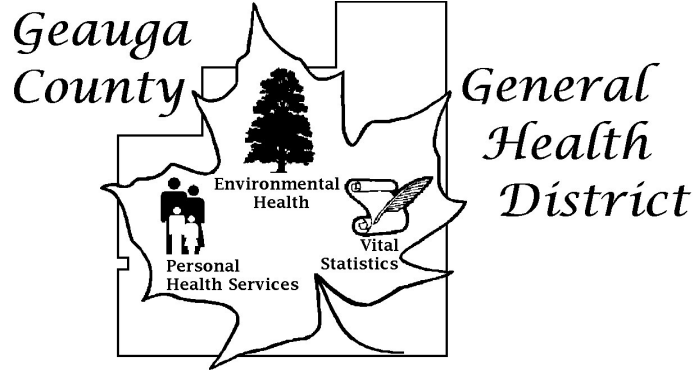 Geauga
County
General
Health
District
Environmental
Health
Vital
Statistics
Personal
Health Services